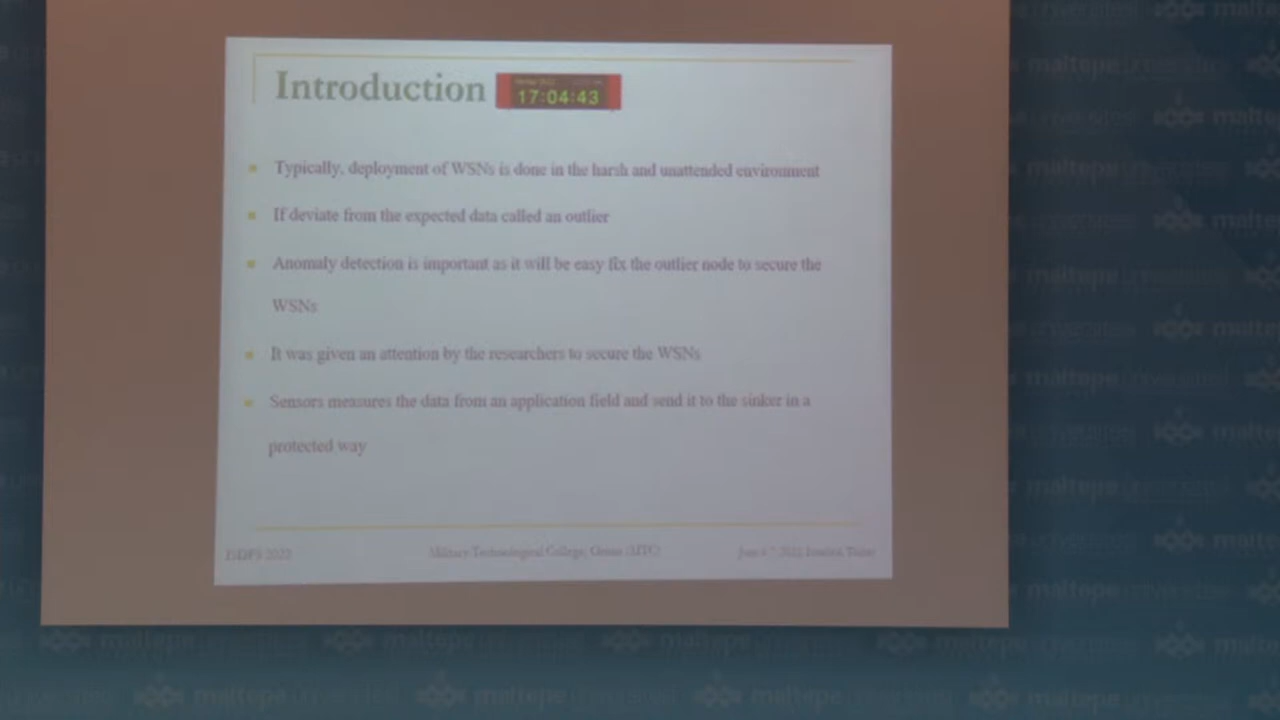 Introduction
17:04:43
Typically, deployment of WSNs is done in the harsh and unattended environment
If deviate from the expected data called an outlier
Anomaly detection is important as it will be easy fix the outlier node to secure the
WSNs
It was given an attention by the researchers to secure the WSNs
Sensors measures the data from an application field and send it to the sinker in a
protected way
ISDFS 2022
Military Technological College, Oman (MTC)
2022 Istanbul, Turkey
maltepe